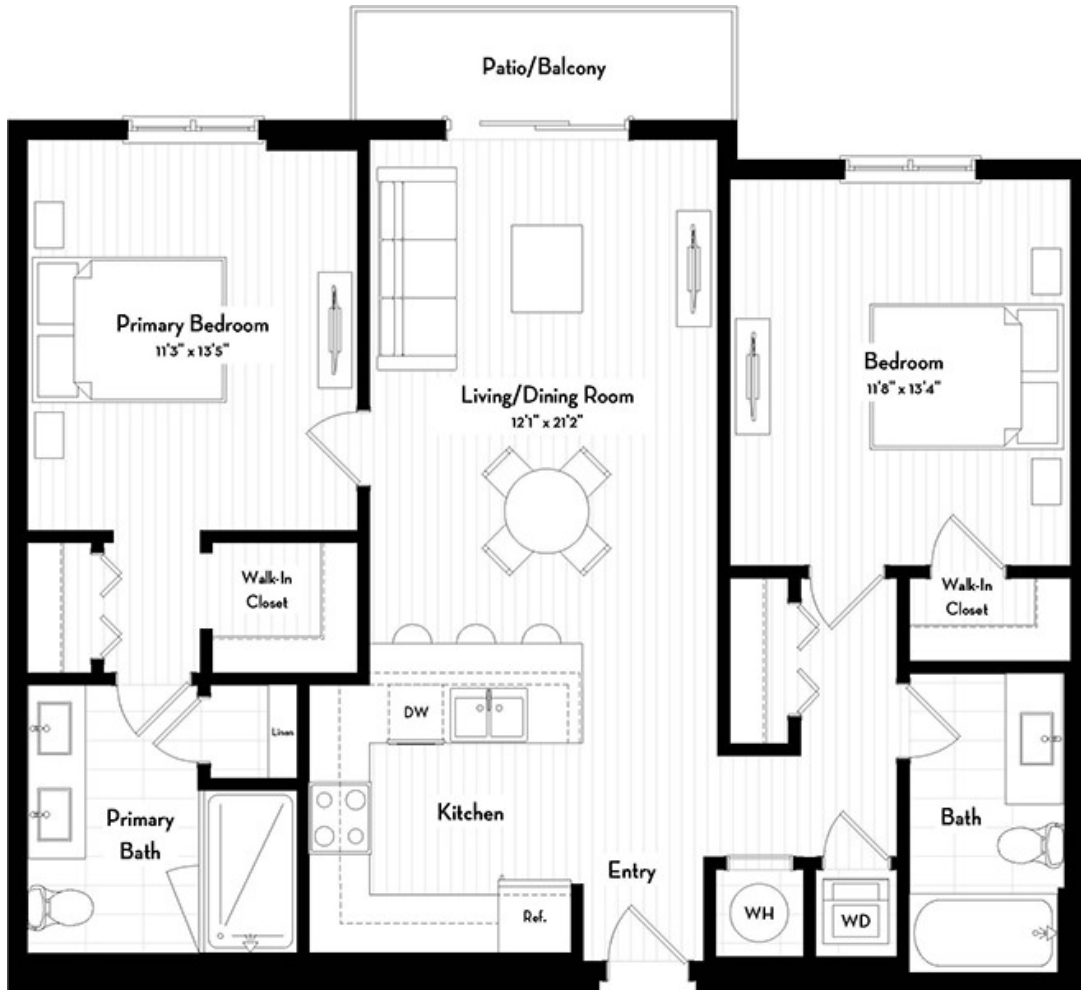 Patio/Balcony
Primary Bedroom
11'3" x 13'5"
Living/Dining Room
12'1" x 21'2"
Bedroom
11'8" x 13'4"
Walk-In
Closet
Walk-In
Closet
Linen
DW
Kitchen
Primary
Bath
Bath
Entry
Ref.
WH
WD